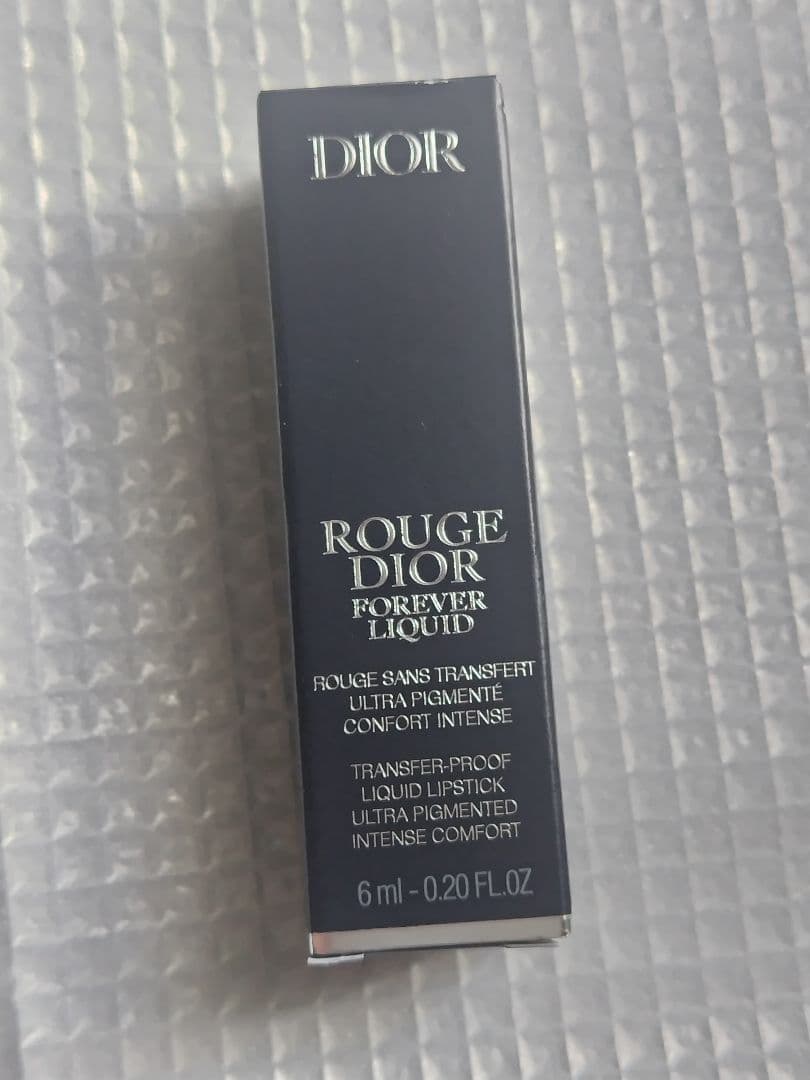 DIOR
ROUGE
DIOR
FOREVER
LIQUID
ROUGE SANS TRANSFERT
ULTRA PIGMENTÉ
CONFORT INTENSE
TRANSFER-PROOF
LIQUID LIPSTICK
ULTRA PIGMENTED
INTENSE COMFORT
6 ml - 0.20 FL.OZ